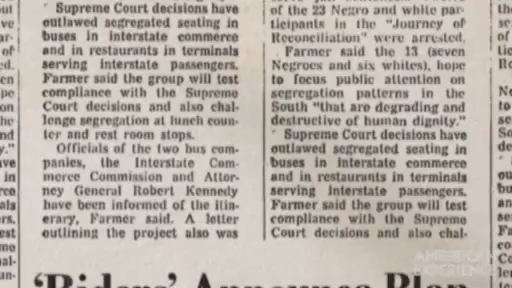 Supreme Court decisions have
outlawed segregated seating in
buses in interstate commerce
and in restaurants in terminals
serving interstate passengers.
Farmer said the group will test
compliance with the Supreme
Court decisions and also chal-
lenge segregation at lunch coun-
ter and rest room stops.
Officials of the two bus com-
panies, the Interstate Com-
merce Commission and Attor-
ney General Robert Kennedy
have been informed of the itin-
erary, Farmer said. A letter
outlining the project also was
of the 23 Negro and white par-
ticipants in the "Journey of
Reconciliation" were arrested.
Farmer said the 13 (seven
Negroes and six whites), hope
to focus public attention on
segregation patterns in the
South "that are degrading and
destructive of human dignity."
Supreme Court decisions have
outlawed segregated seating in
buses in interstate commerce
and in restaurants in terminals
serving interstate passengers.
Farmer said the group will test
compliance with the Supreme
Court decisions and also chal-
'Riders' Announce Plan
AMERICAN
EXPERIENCE